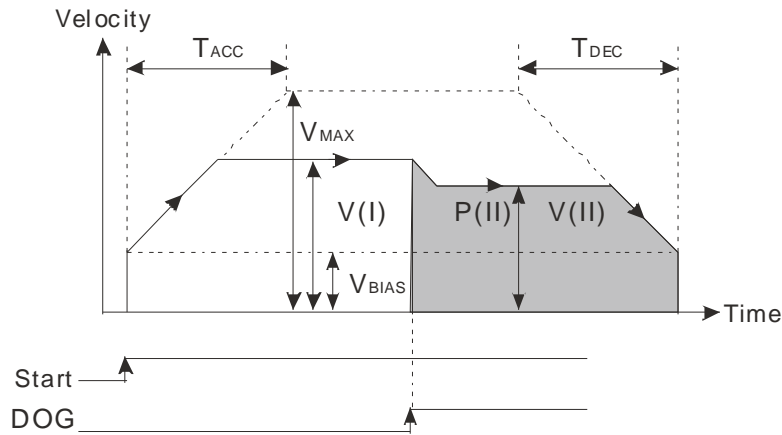 Velocity
TACC
TDEC
VMAX
V(I)
P(II)
V(II)
VBIAS
Time
Start
DOG